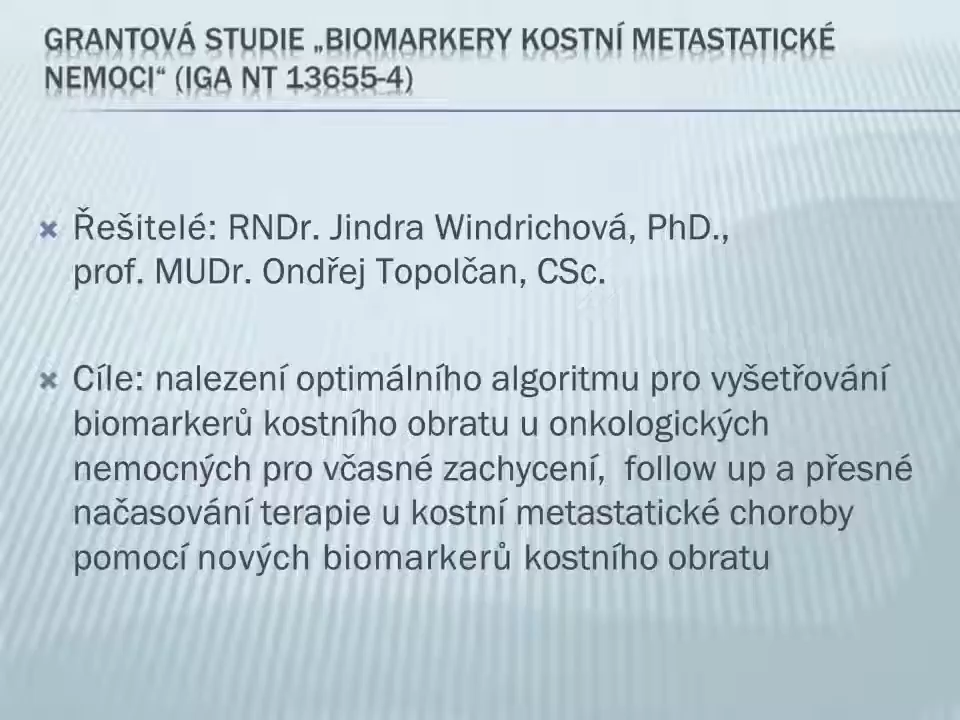 GRANTOVÁ STUDIE „BIOMARKERY KOSTNÍ METASTATICKÉ
NEMOCI“ (IGA NT 13655-4)
Řešitelé: RNDr. Jindra Windrichová, PhD.,
prof. MUDr. Ondřej Topolčan, CSc.
Cíle: nalezení optimálního algoritmu pro vyšetřování
biomarkerů kostního obratu u onkologických
nemocných pro včasné zachycení,  follow up a přesné
načasování terapie u kostní metastatické choroby
pomocí nových biomarkerů kostního obratu